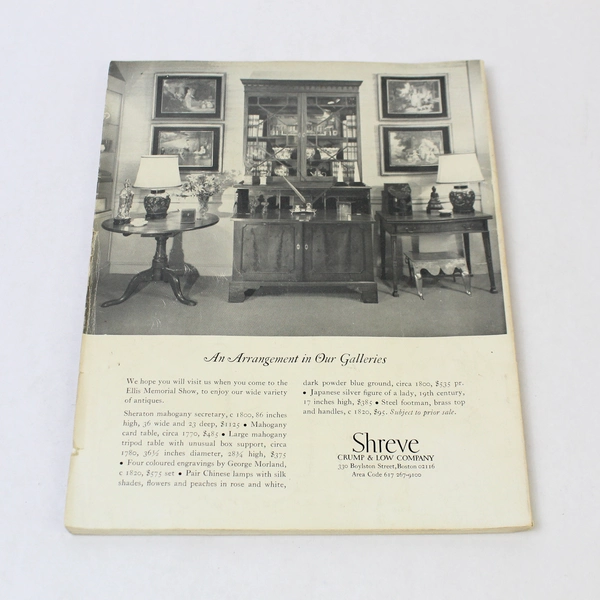 An Arrangement in Our Galleries
We hope you will visit us when you come to the
Ellis Memorial Show, to enjoy our wide variety
of antiques.
Sheraton mahogany secretary, c 1800, 86 inches
high, 36 wide and 23 deep, $1125 • Mahogany
card table, circa 1770, $485 • Large mahogany
tripod table with unusual box support, circa
1780, 36½ inches diameter, 28¾ high, $375
• Four coloured engravings by George Morland,
c 1820, $575 set • Pair Chinese lamps with silk
shades, flowers and peaches in rose and white,
dark powder blue ground, circa 1800, $535 pr.
• Japanese silver figure of a lady, 19th century,
17 inches high, $385 • Steel footman, brass top
and handles, c 1820, $95. Subject to prior sale.
Shreve
CRUMP & LOW COMPANY
330 Boylston Street, Boston 02116
Area Code 617 267-9100